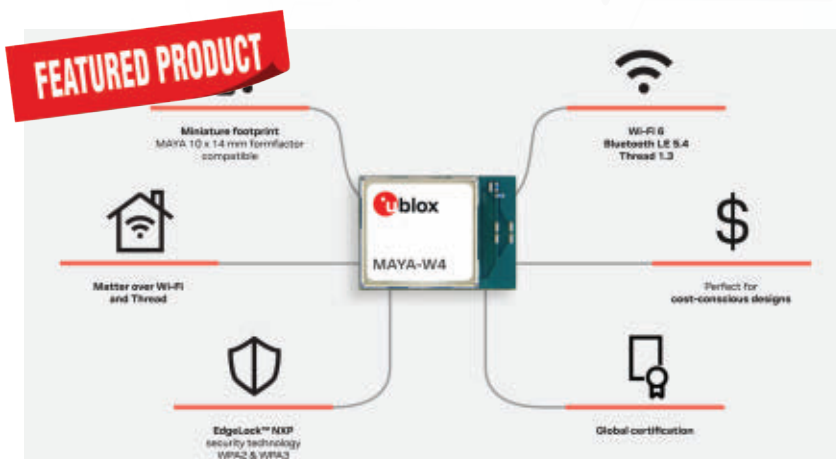 FEATURED PRODUCT
Miniature footprint
MAYA 10 x 14 mm formfactor
compatible
Wi-Fi 6
Bluetooth LE 5.4
Thread 1.3
ublox
MAYA-W4
$
Matter over Wi-Fi
and Thread
Perfect for
cost-conscious designs
EdgeLock™ NXP
security technology
WPA2 & WPA3
Global certification